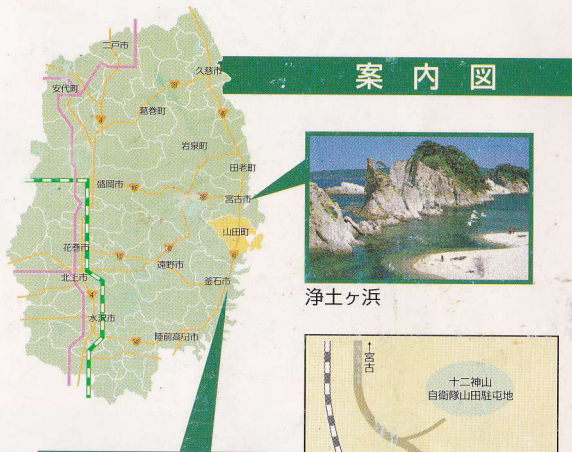 案内図
二戸市
久慈市
安代町
葛巻町
岩泉町
田老町
盛岡市
宮古市
山田町
花巻市
遠野市
北上市
釜石市
水沢市
陸前高田市
4
4
浄土ヶ浜
↑宮古
十二神山
自衛隊山田駐屯地